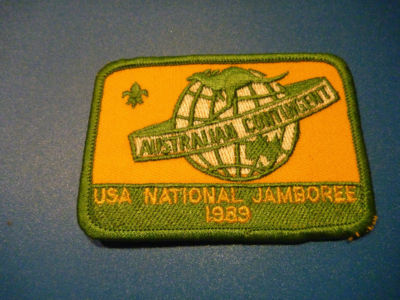 AUSTRALIAN CONTINGENT
USA NATIONAL JAMBOREE
1989